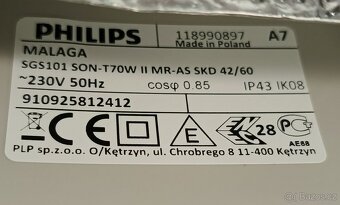 PHILIPS 118990897 A7
Made in Poland
MALAGA
SGS101 SON-T70W II MR-AS SKD 42/60
~230V 50Hz cosφ 0.85 IP43 IK08
910925812412
28
AE68
PLP sp.z.o.o. O/Kętrzyn, ul. Chrobrego 8 11-400 Kętrzyn